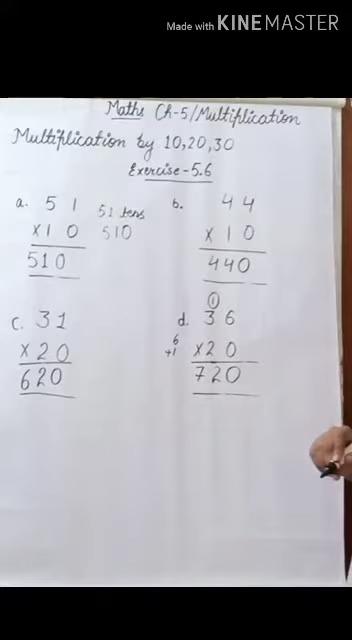 Made with KINEMASTER
Maths Ch-5/Multiplication
Multiplication by 10,20,30
Exercise-5.6
a. 51 51 tens
×10 510
510
b. 44
×10
440
c. 31
×20
620
①
d. 36
6
+1 ×20
720